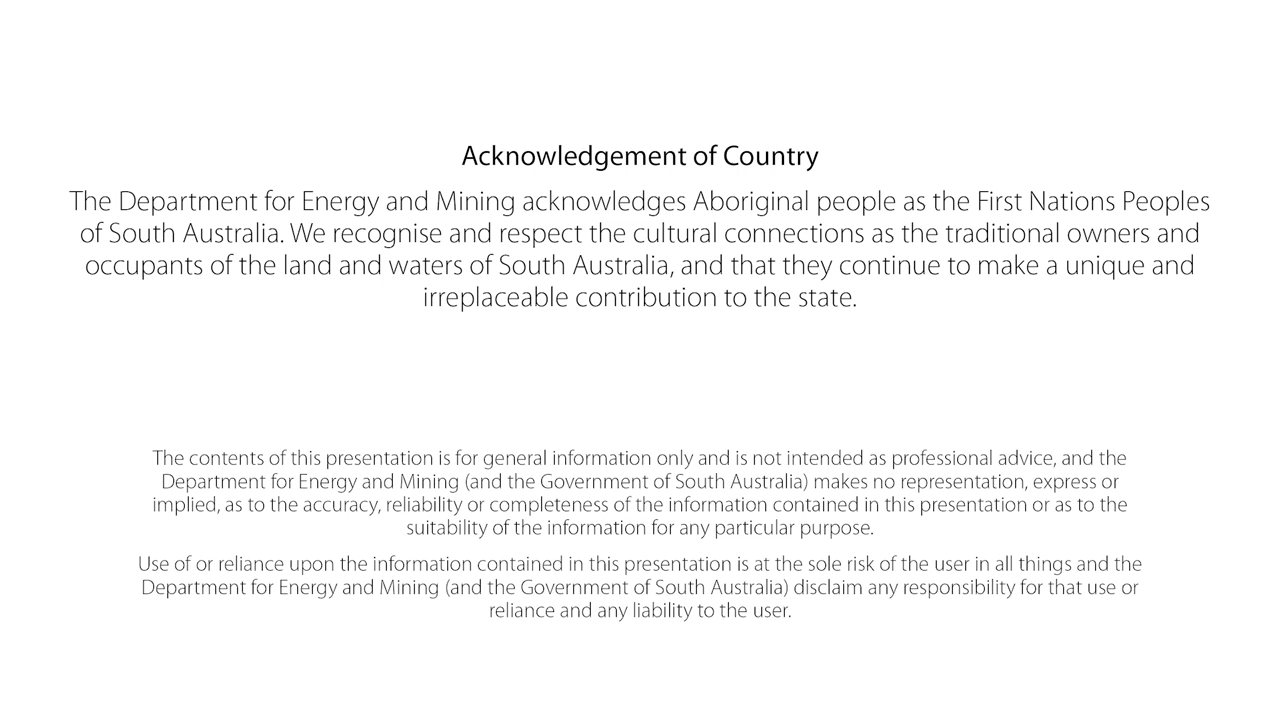 Acknowledgement of Country
The Department for Energy and Mining acknowledges Aboriginal people as the First Nations Peoples
of South Australia. We recognise and respect the cultural connections as the traditional owners and
occupants of the land and waters of South Australia, and that they continue to make a unique and
irreplaceable contribution to the state.
The contents of this presentation is for general information only and is not intended as professional advice, and the
Department for Energy and Mining (and the Government of South Australia) makes no representation, express or
implied, as to the accuracy, reliability or completeness of the information contained in this presentation or as to the
suitability of the information for any particular purpose.
Use of or reliance upon the information contained in this presentation is at the sole risk of the user in all things and the
Department for Energy and Mining (and the Government of South Australia) disclaim any responsibility for that use or
reliance and any liability to the user.